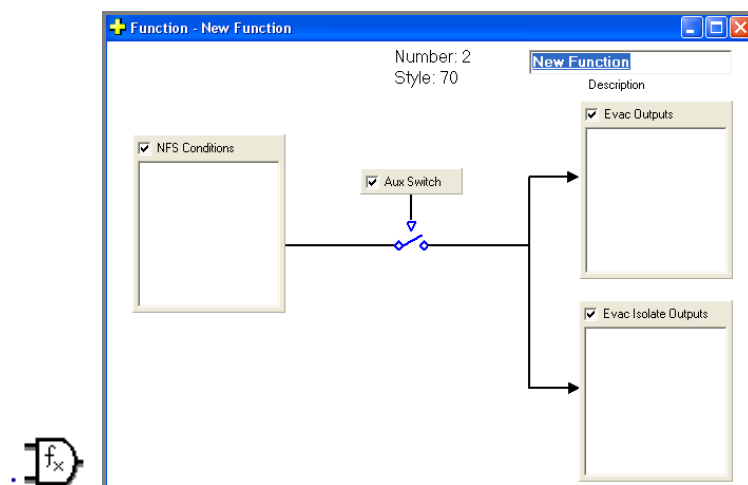 Function - New Function
Number: 2
Style: 70
New Function
Description
Evac Outputs
NFS Conditions
Aux Switch
Evac Isolate Outputs
fx